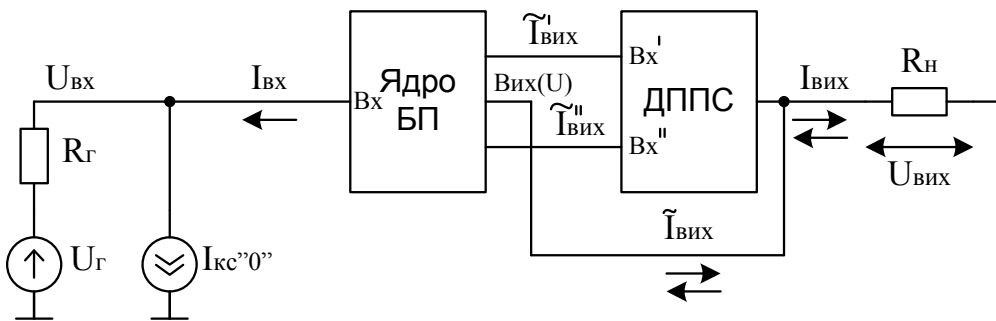 Ĩ'вих
Uвх
Iвх
Вх
Ядро
БП
Вих(U)
Ĩ"вих
Вх'
ДППС
Вх"
Iвих
Rн
Uвих
Rг
Ĩвих
Uг
Iкс”0”